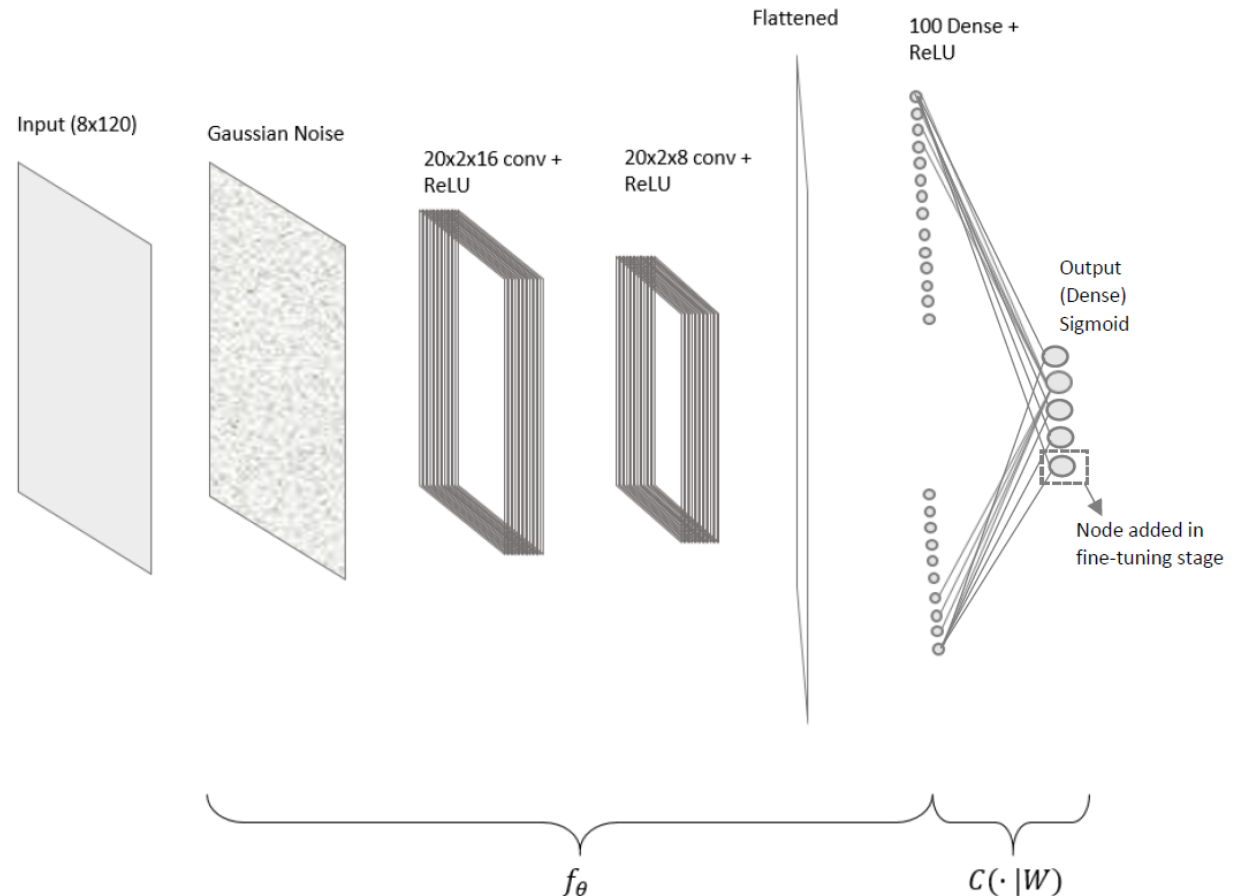 Flattened
100 Dense +
ReLU
Input (8x120)
Gaussian Noise
20x2x16 conv +
ReLU
20x2x8 conv +
ReLU
Output
(Dense)
Sigmoid
Node added in
fine-tuning stage
f_θ
C(· |W)